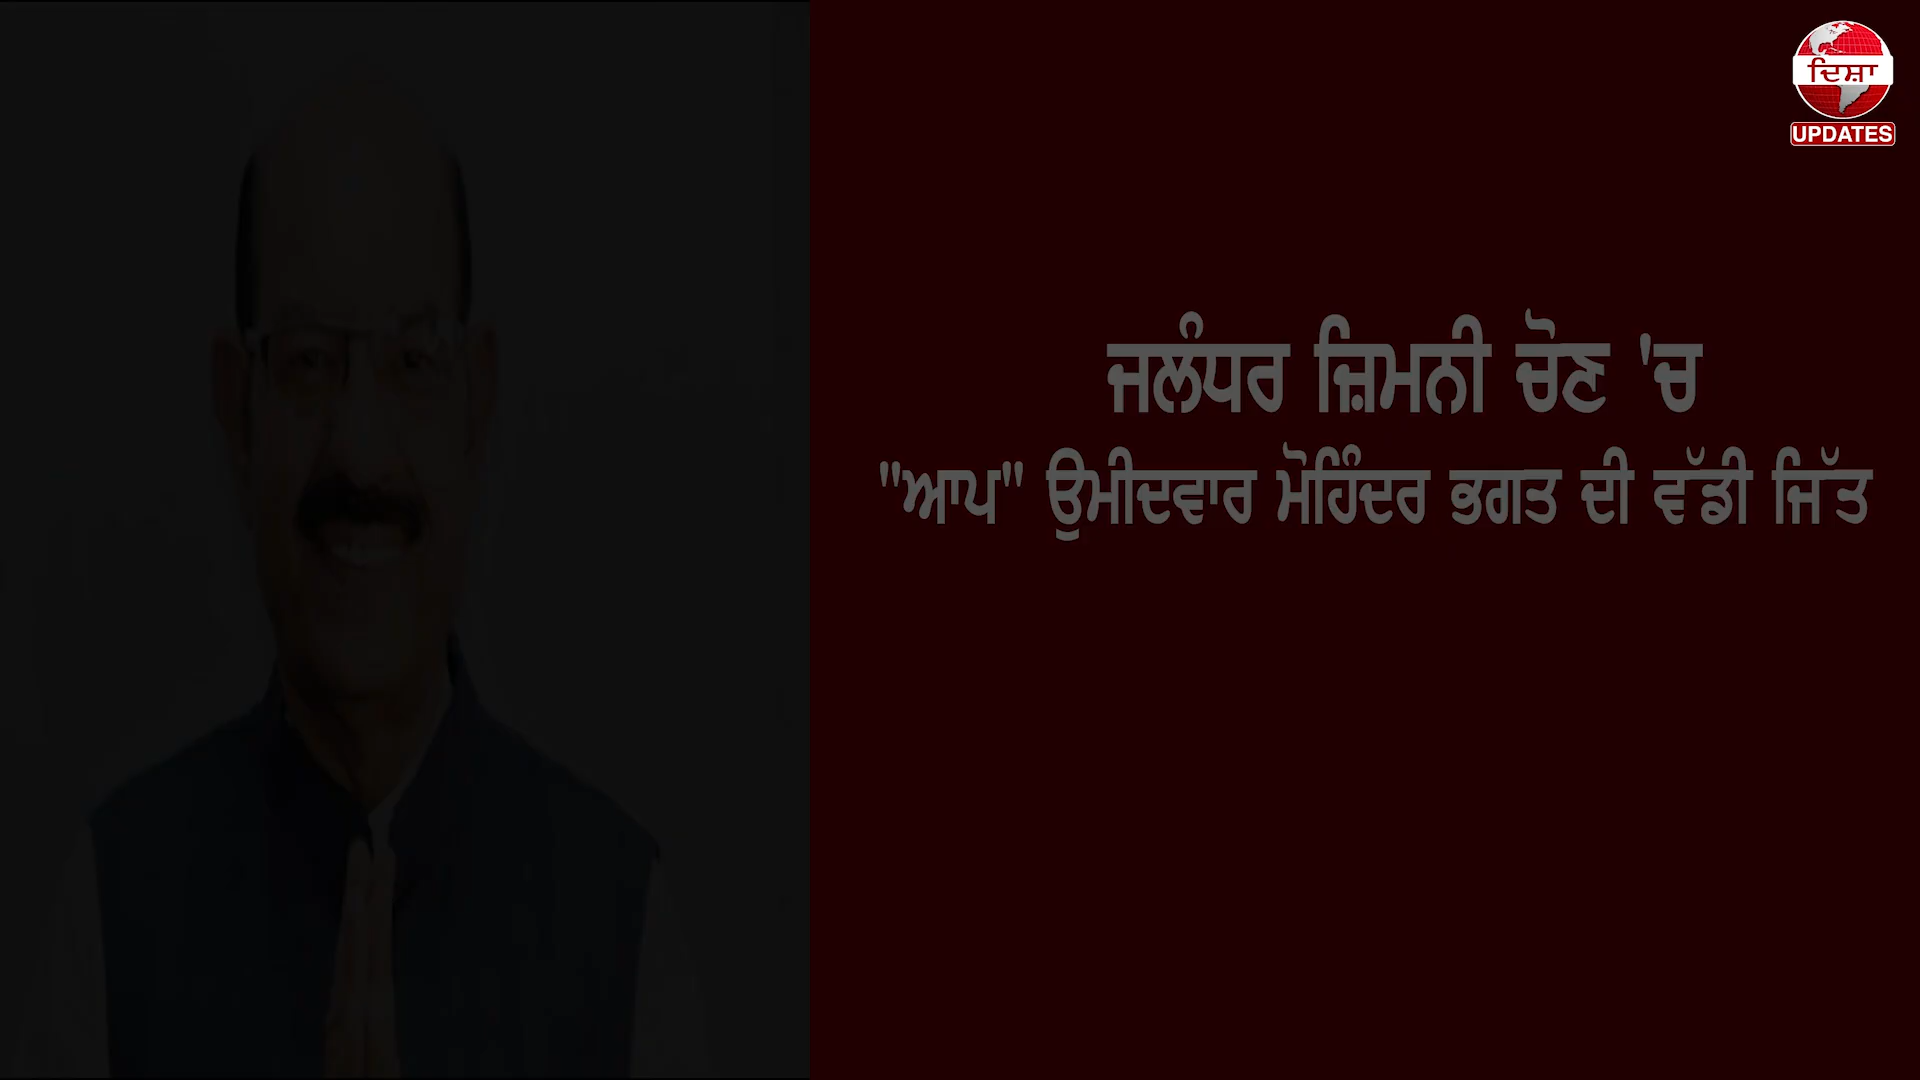 ਦਿਸ਼ਾ
UPDATES
ਜਲੰਧਰ ਜ਼ਿਮਨੀ ਚੋਣ 'ਚ
"ਆਪ" ਉਮੀਦਵਾਰ ਮੋਹਿੰਦਰ ਭਗਤ ਦੀ ਵੱਡੀ ਜਿੱਤ